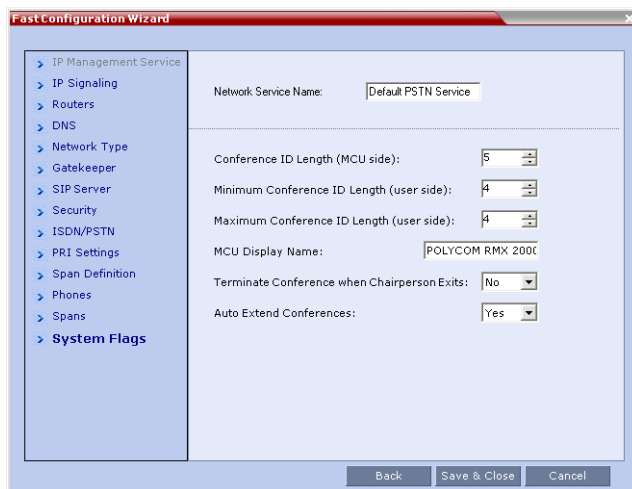 Fast Configuration Wizard
IP Management Service
IP Signaling
Routers
DNS
Network Type
Gatekeeper
SIP Server
Security
ISDN/PSTN
PRI Settings
Span Definition
Phones
Spans
System Flags
Network Service Name: Default PSTN Service
Conference ID Length (MCU side): 5
Minimum Conference ID Length (user side): 4
Maximum Conference ID Length (user side): 4
MCU Display Name: POLYCOM RMX 2000
Terminate Conference when Chairperson Exits: No
Auto Extend Conferences: Yes
Back Save & Close Cancel